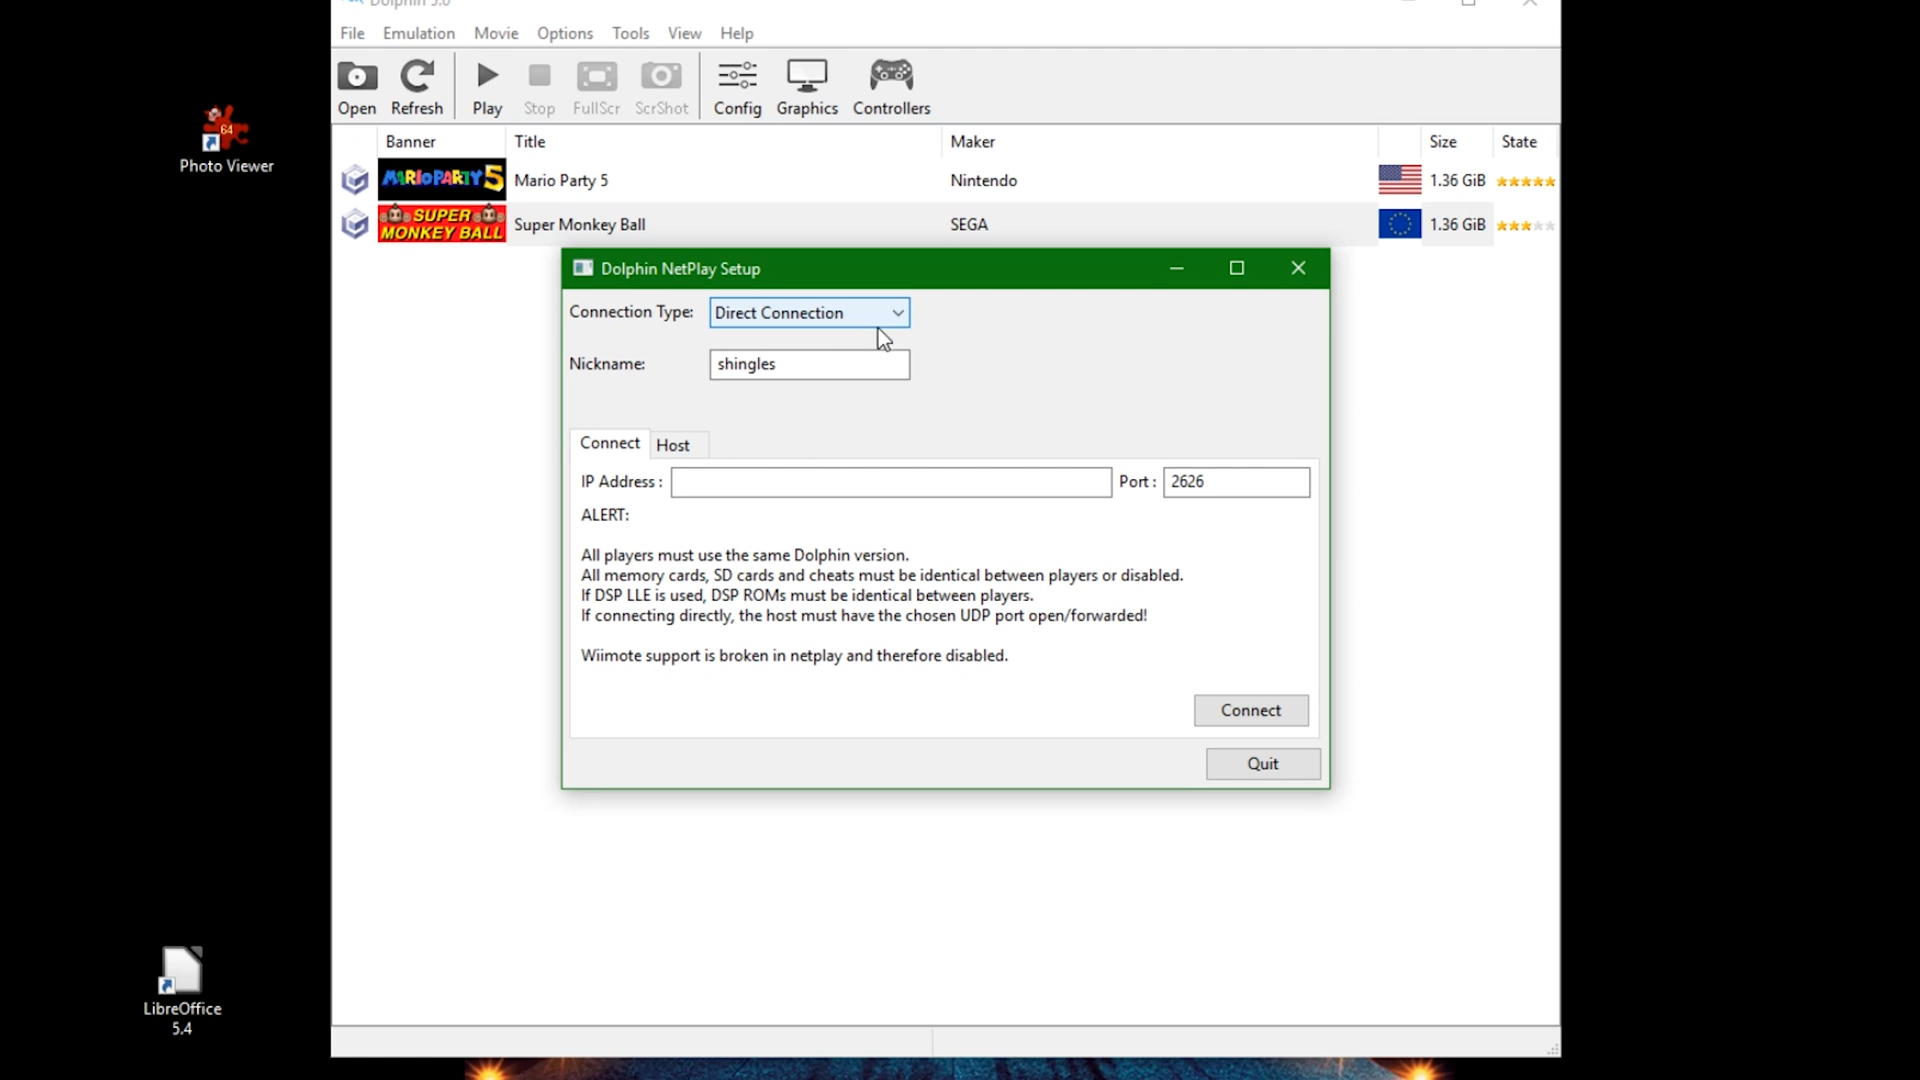 Dolphin 5.0
File Emulation Movie Options Tools View Help
Open Refresh Play Stop FullScr ScrShot Config Graphics Controllers
Banner Title Maker Size State
MARIO PARTY 5 Mario Party 5 Nintendo 1.36 GiB
SUPER MONKEY BALL Super Monkey Ball SEGA 1.36 GiB
64
Photo Viewer
Dolphin NetPlay Setup
Connection Type: Direct Connection
Nickname: shingles
Connect Host
IP Address : Port : 2626
ALERT:
All players must use the same Dolphin version.
All memory cards, SD cards and cheats must be identical between players or disabled.
If DSP LLE is used, DSP ROMs must be identical between players.
If connecting directly, the host must have the chosen UDP port open/forwarded!
Wiimote support is broken in netplay and therefore disabled.
Connect
Quit
LibreOffice
5.4